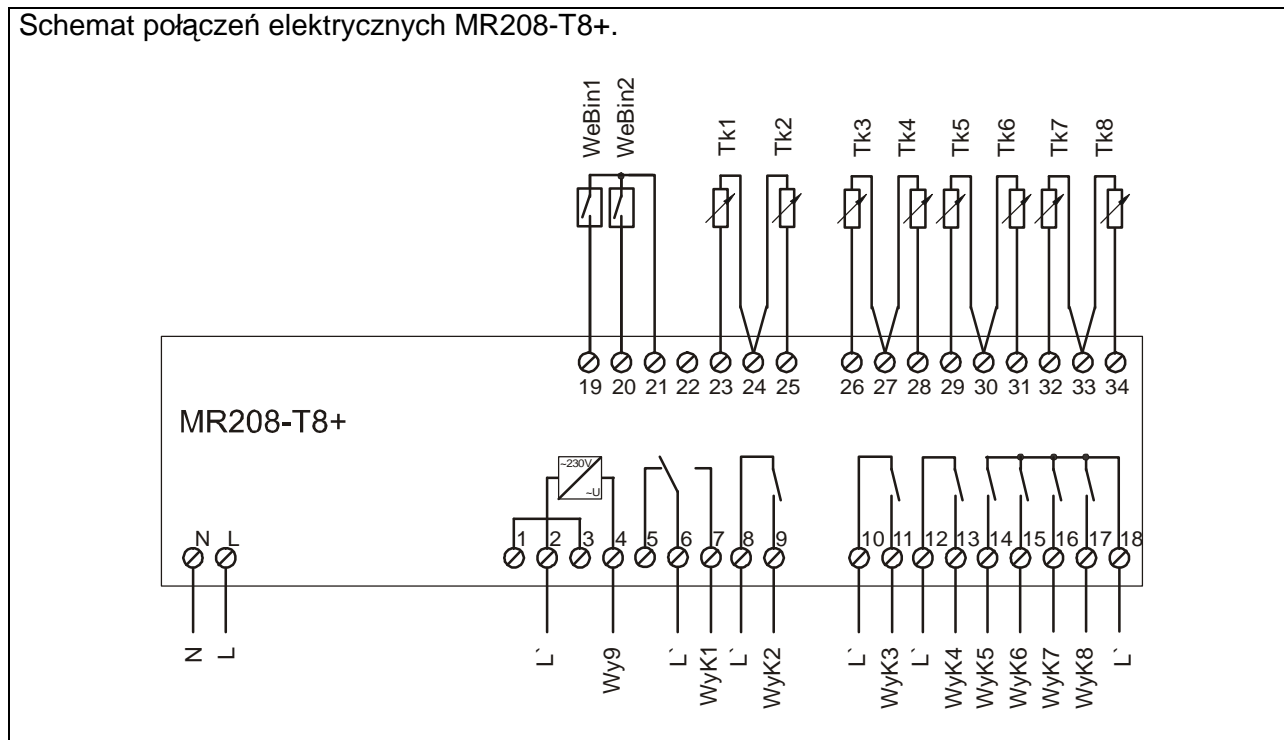 Schemat połączeń elektrycznych MR208-T8+.
WeBin1 WeBin2 Tk1 Tk2 Tk3 Tk4 Tk5 Tk6 Tk7 Tk8
19 20 21 22 23 24 25 26 27 28 29 30 31 32 33 34
MR208-T8+
~230V
~U
N L 1 2 3 4 5 6 7 8 9 10 11 12 13 14 15 16 17 18
N L L` Wy9 L` WyK1 L` WyK2 L` WyK3 L` WyK4 WyK5 WyK6 WyK7 WyK8 L`